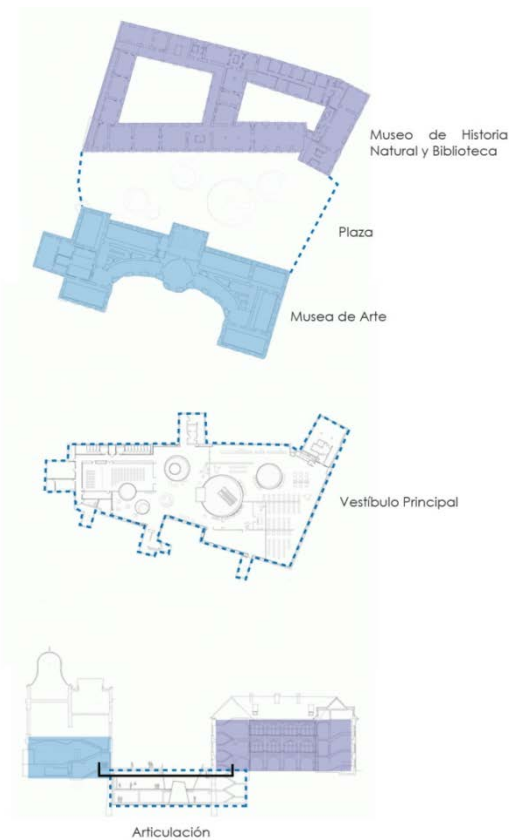 Museo de Historia
Natural y Biblioteca
Plaza
Musea de Arte
Vestíbulo Principal
Articulación